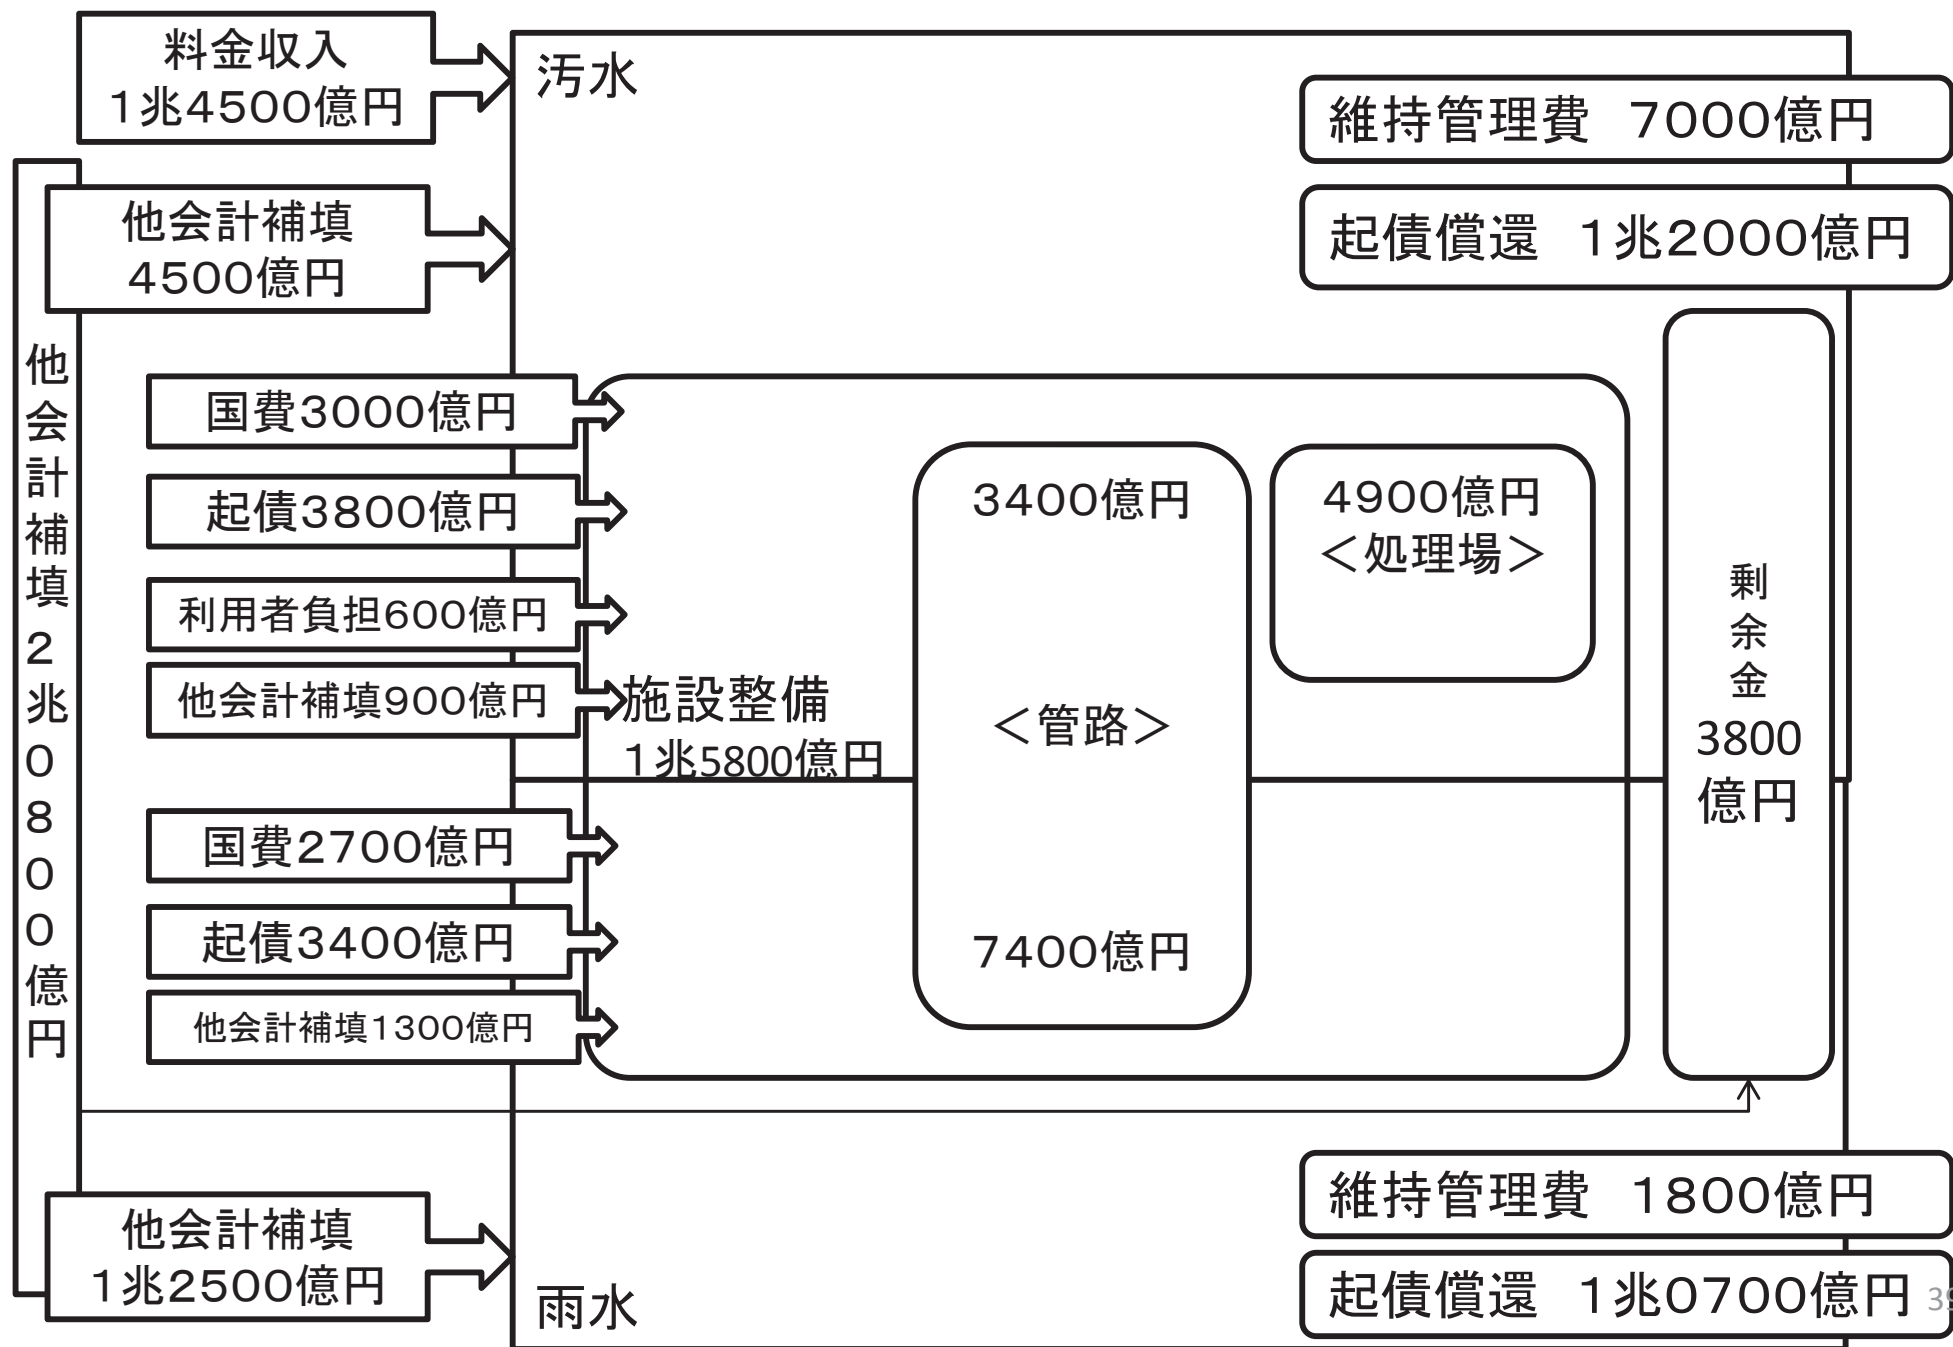 料金収入
1兆4500億円
汚水
維持管理費　7000億円
他会計補填
4500億円
起債償還　1兆2000億円
他会計補填2兆0800億円
国費3000億円
起債3800億円
利用者負担600億円
他会計補填900億円
施設整備
1兆5800億円
3400億円
＜管路＞
7400億円
4900億円
＜処理場＞
剰余金
3800
億円
国費2700億円
起債3400億円
他会計補填1300億円
他会計補填
1兆2500億円
雨水
維持管理費　1800億円
起債償還　1兆0700億円